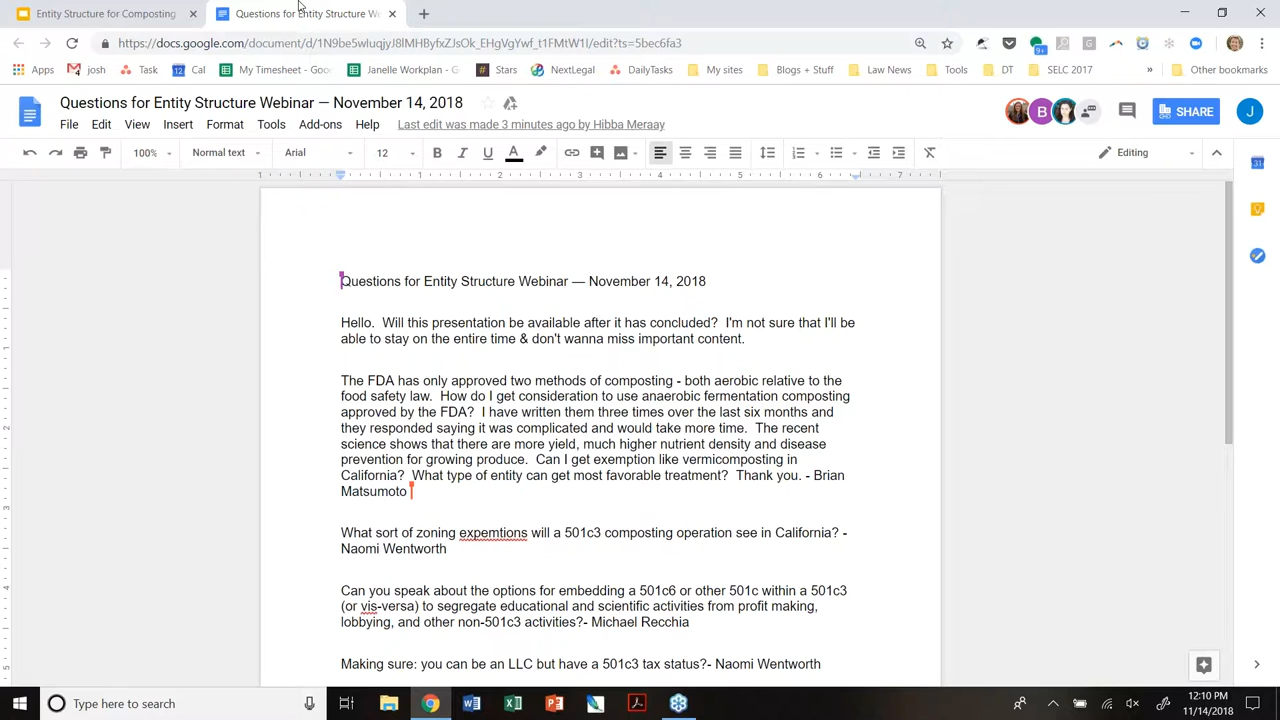 Entity Structure for Composting
Questions for Entity Structure We
https://docs.google.com/document/d/1N9be5wIuqjyJ8lMHByfxZJsOk_EHgVgYwf_t1FMtW1I/edit?ts=5bec6fa3
Apps josh Task Cal My Timesheet - Goo Janelle Workplan - G Stars NextLegal DailyTasks My sites Blogs + Stuff Law News Tools DT SELC 2017 » Other bookmarks
Questions for Entity Structure Webinar — November 14, 2018
B SHARE J
File Edit View Insert Format Tools Add-ons Help Last edit was made 3 minutes ago by Hibba Meraay
100% Normal text Arial 12 B I U A Editing
1 1 2 3 4 5 6 7
Questions for Entity Structure Webinar — November 14, 2018
Hello. Will this presentation be available after it has concluded? I'm not sure that I'll be
able to stay on the entire time & don't wanna miss important content.
The FDA has only approved two methods of composting - both aerobic relative to the
food safety law. How do I get consideration to use anaerobic fermentation composting
approved by the FDA? I have written them three times over the last six months and
they responded saying it was complicated and would take more time. The recent
science shows that there are more yield, much higher nutrient density and disease
prevention for growing produce. Can I get exemption like vermicomposting in
California? What type of entity can get most favorable treatment? Thank you. - Brian
Matsumoto
What sort of zoning expemtions will a 501c3 composting operation see in California? -
Naomi Wentworth
Can you speak about the options for embedding a 501c6 or other 501c within a 501c3
(or vis-versa) to segregate educational and scientific activities from profit making,
lobbying, and other non-501c3 activities?- Michael Recchia
Making sure: you can be an LLC but have a 501c3 tax status?- Naomi Wentworth
Type here to search
12:10 PM
11/14/2018